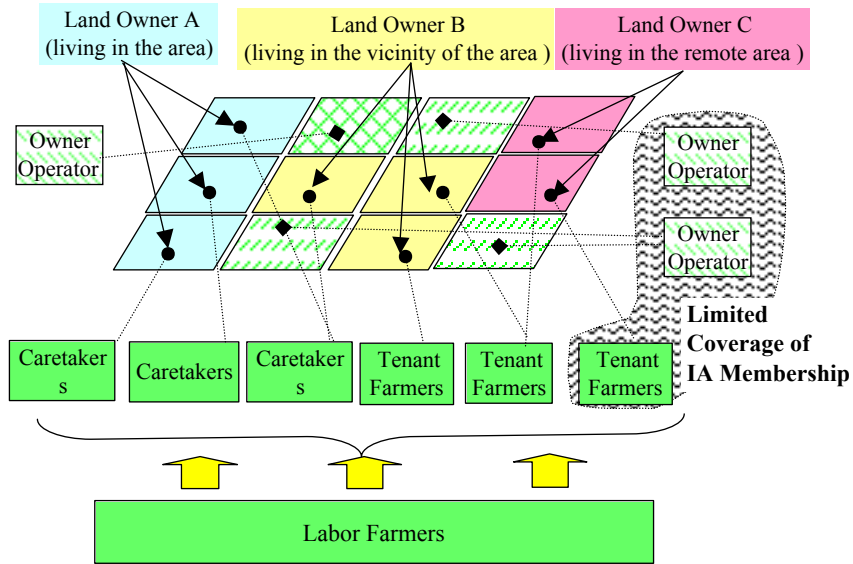 Land Owner A
(living in the area)
Land Owner B
(living in the vicinity of the area )
Land Owner C
(living in the remote area )
Owner
Operator
Owner
Operator
Owner
Operator
Limited
Coverage of
IA Membership
Caretaker
s
Caretakers
Caretaker
s
Tenant
Farmers
Tenant
Farmers
Tenant
Farmers
Labor Farmers